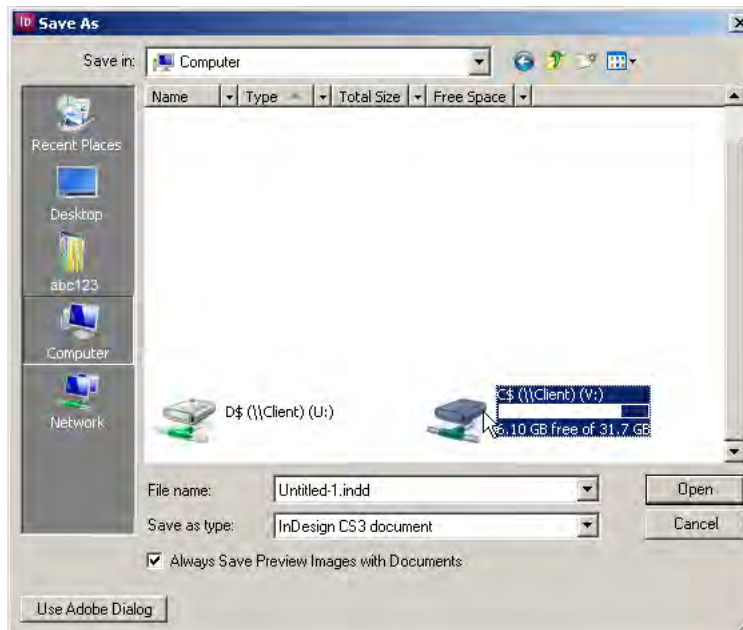 ID Save As
Save in: Computer
Name Type Total Size Free Space
Recent Places
Desktop
abc123
Computer
Network
D$ (\\Client) (U:)
C$ (\\Client) (V:)
6.10 GB free of 31.7 GB
File name: Untitled-1.indd Open
Save as type: InDesign CS3 document Cancel
Always Save Preview Images with Documents
Use Adobe Dialog